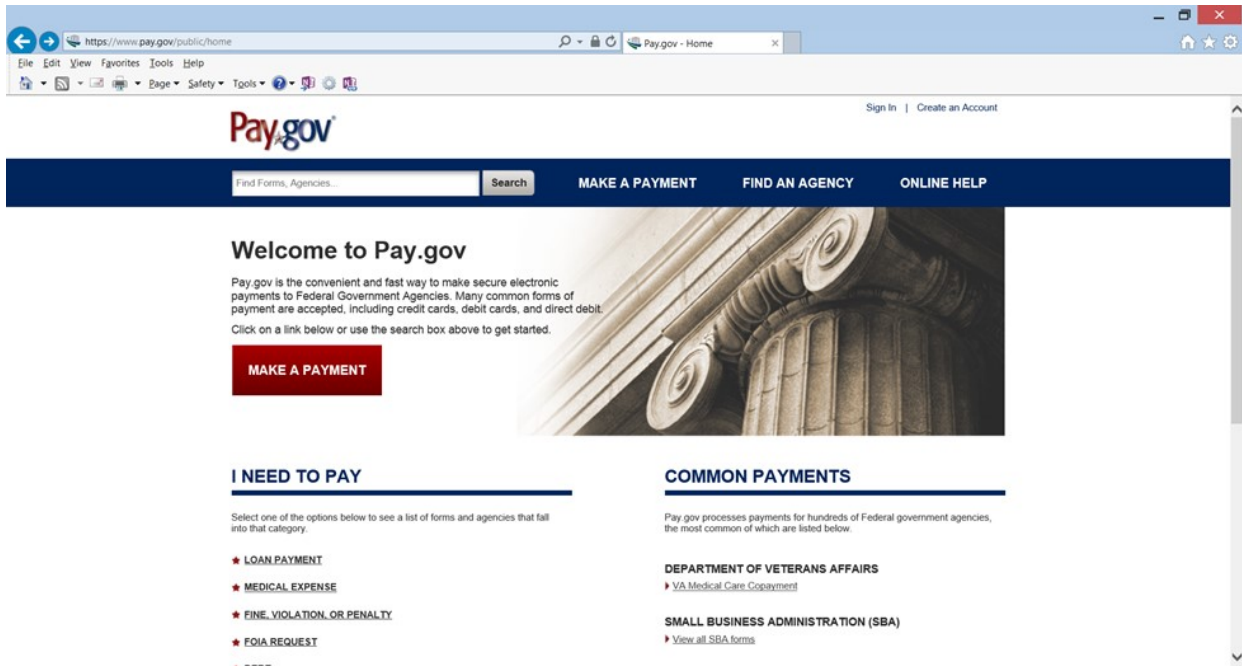 https://www.pay.gov/public/home
Pay.gov - Home
File Edit View Favorites Tools Help
Page Safety Tools
Sign In | Create an Account
Pay.gov
Find Forms, Agencies...
Search
MAKE A PAYMENT
FIND AN AGENCY
ONLINE HELP
Welcome to Pay.gov
Pay.gov is the convenient and fast way to make secure electronic
payments to Federal Government Agencies. Many common forms of
payment are accepted, including credit cards, debit cards, and direct debit.
Click on a link below or use the search box above to get started.
MAKE A PAYMENT
I NEED TO PAY
Select one of the options below to see a list of forms and agencies that fall
into that category.
LOAN PAYMENT
MEDICAL EXPENSE
FINE, VIOLATION, OR PENALTY
FOIA REQUEST
COMMON PAYMENTS
Pay.gov processes payments for hundreds of Federal government agencies,
the most common of which are listed below.
DEPARTMENT OF VETERANS AFFAIRS
VA Medical Care Copayment
SMALL BUSINESS ADMINISTRATION (SBA)
View all SBA forms